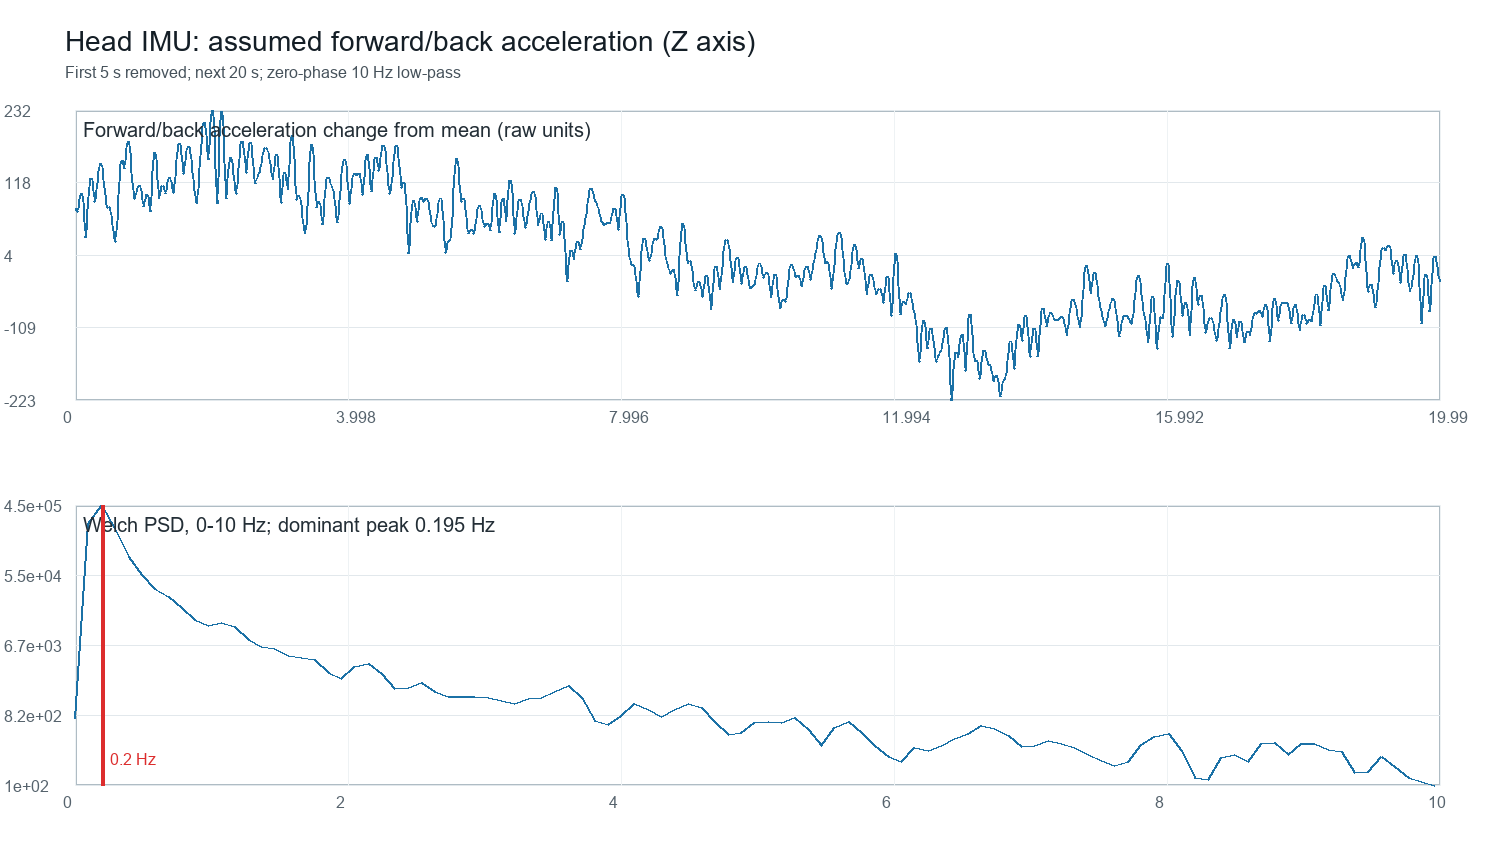 Head IMU: assumed forward/back acceleration (Z axis)
First 5 s removed; next 20 s; zero-phase 10 Hz low-pass
232
Forward/back acceleration change from mean (raw units)
118
4
-109
-223
0 3.998 7.996 11.994 15.992 19.99
4.5e+05
Welch PSD, 0-10 Hz; dominant peak 0.195 Hz
5.5e+04
6.7e+03
8.2e+02
0.2 Hz
1e+02
0 2 4 6 8 10